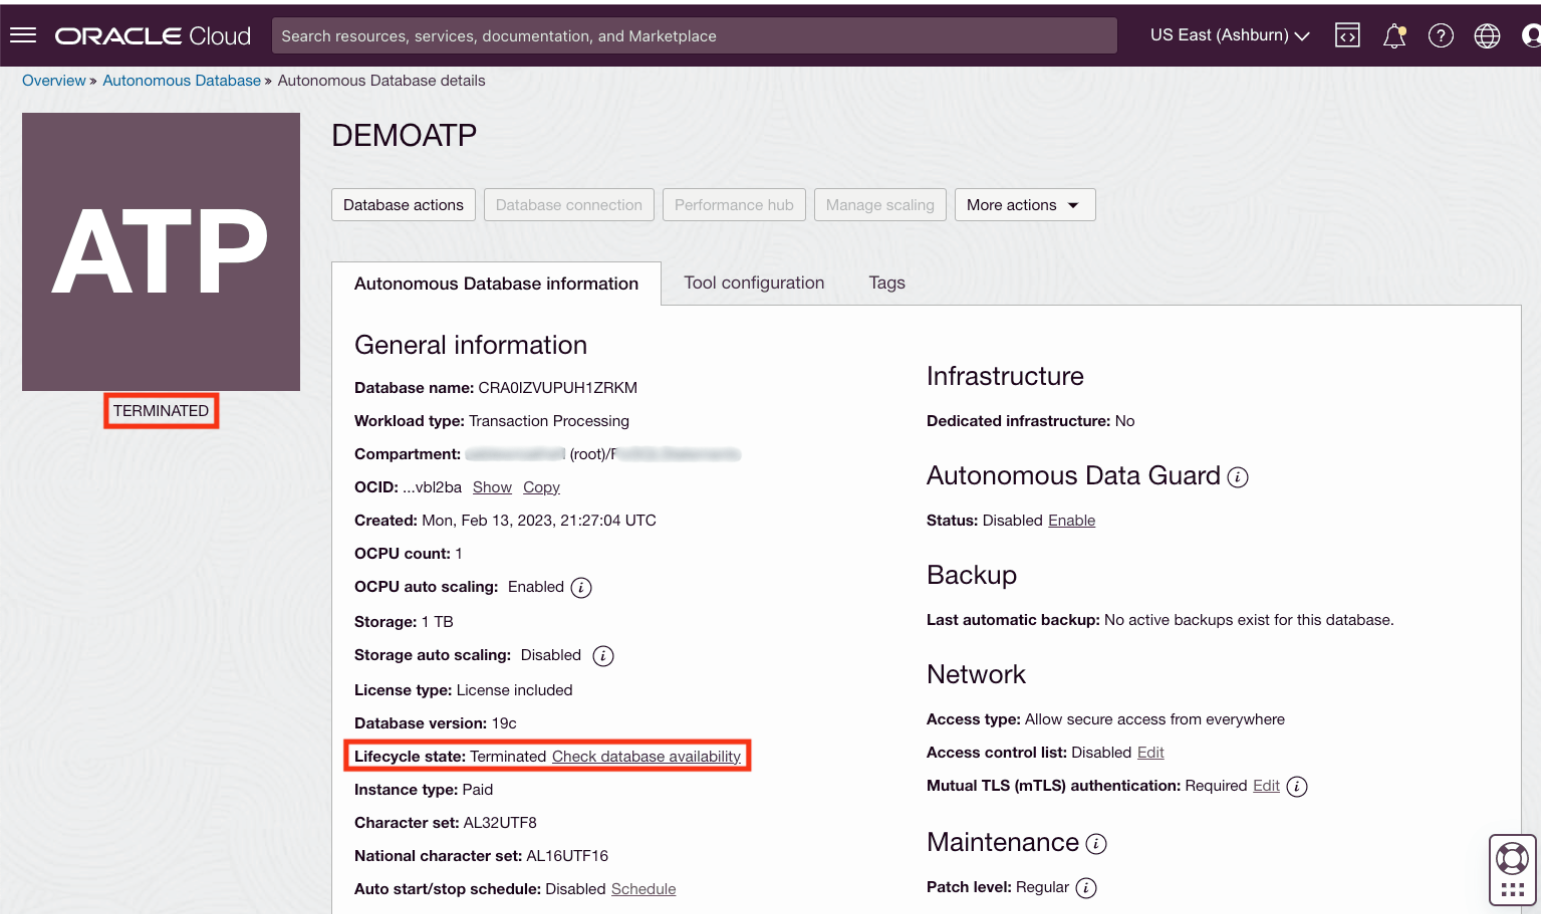 ORACLE Cloud
Search resources, services, documentation, and Marketplace
US East (Ashburn)
Overview » Autonomous Database » Autonomous Database details
ATP
TERMINATED
DEMOATP
Database actions
Database connection
Performance hub
Manage scaling
More actions
Autonomous Database information
Tool configuration
Tags
General information
Database name: CRA0IZVUPUH1ZRKM
Workload type: Transaction Processing
Compartment: (root)/
OCID: ...vbl2ba Show Copy
Created: Mon, Feb 13, 2023, 21:27:04 UTC
OCPU count: 1
OCPU auto scaling: Enabled
Storage: 1 TB
Storage auto scaling: Disabled
License type: License included
Database version: 19c
Lifecycle state: Terminated Check database availability
Instance type: Paid
Character set: AL32UTF8
National character set: AL16UTF16
Auto start/stop schedule: Disabled Schedule
Infrastructure
Dedicated infrastructure: No
Autonomous Data Guard
Status: Disabled Enable
Backup
Last automatic backup: No active backups exist for this database.
Network
Access type: Allow secure access from everywhere
Access control list: Disabled Edit
Mutual TLS (mTLS) authentication: Required Edit
Maintenance
Patch level: Regular